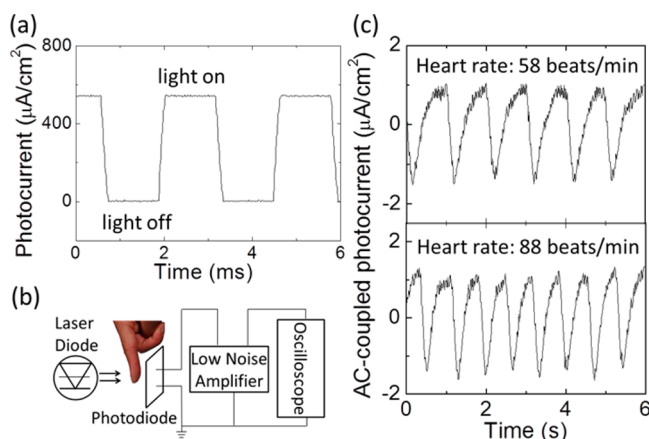 (a)
Photocurrent (μA/cm²)
800
600
400
200
0
light on
light off
0
2
4
6
Time (ms)
(b)
Laser
Diode
Photodiode
Low Noise
Amplifier
Oscilloscope
(c)
AC-coupled photocurrent (μA/cm²)
2
Heart rate: 58 beats/min
0
-2
2
Heart rate: 88 beats/min
0
-2
0
2
4
6
Time (s)